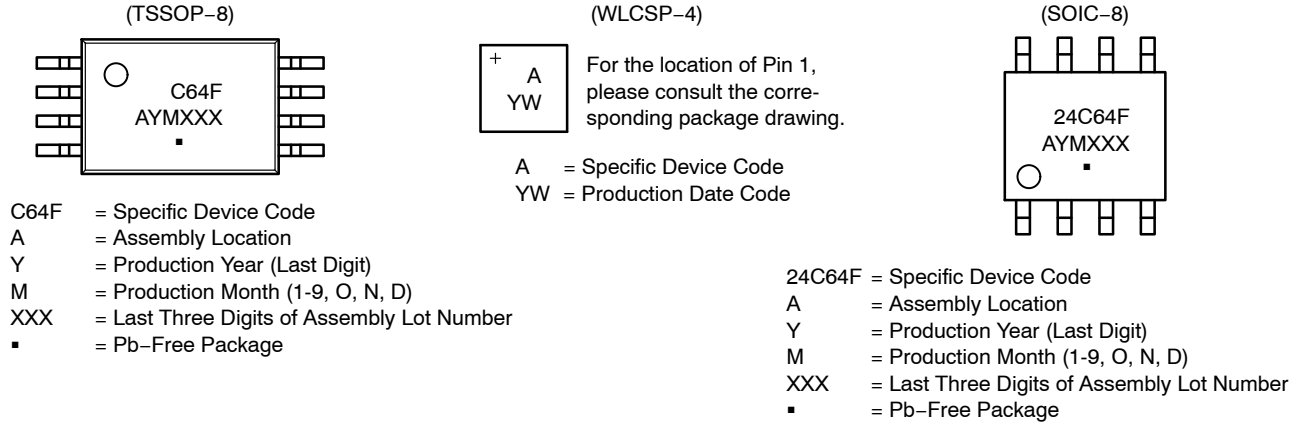 (TSSOP−8)
C64F
AYMXXX
▪
C64F = Specific Device Code
A = Assembly Location
Y = Production Year (Last Digit)
M = Production Month (1-9, O, N, D)
XXX = Last Three Digits of Assembly Lot Number
▪ = Pb−Free Package
(WLCSP−4)
+
A
YW
For the location of Pin 1,
please consult the corre-
sponding package drawing.
A = Specific Device Code
YW = Production Date Code
(SOIC−8)
24C64F
AYMXXX
▪
24C64F = Specific Device Code
A = Assembly Location
Y = Production Year (Last Digit)
M = Production Month (1-9, O, N, D)
XXX = Last Three Digits of Assembly Lot Number
▪ = Pb−Free Package